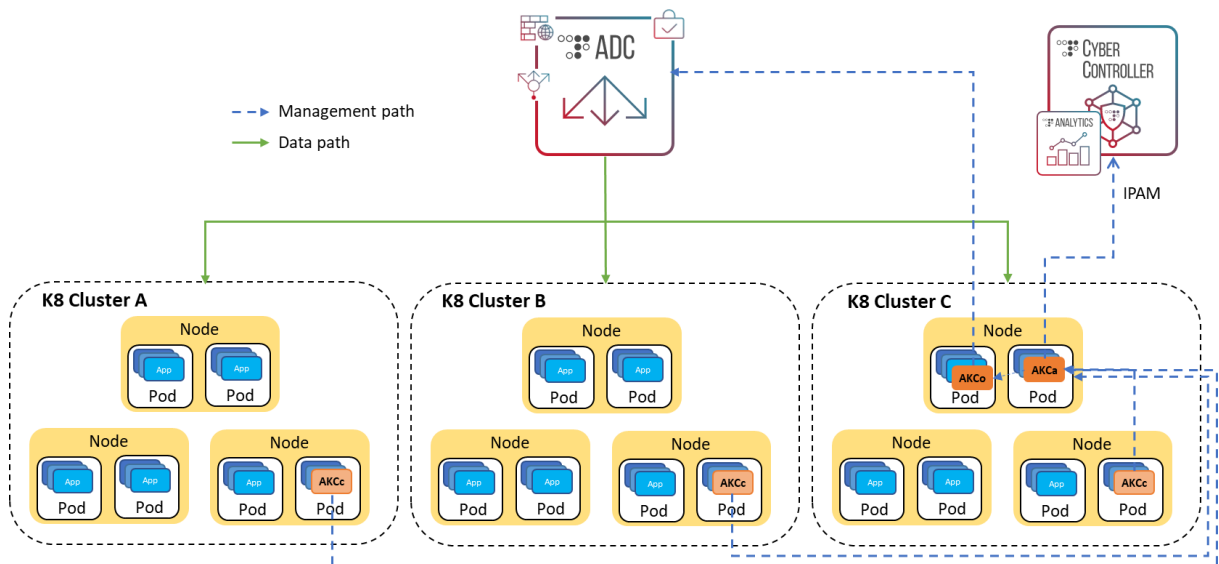 ADC
CYBER
CONTROLLER
ANALYTICS
Management path
Data path
IPAM
K8 Cluster A
Node
App
App
Pod
Pod
Node
App
App
Pod
Pod
Node
App
AKCc
Pod
Pod
K8 Cluster B
Node
App
App
Pod
Pod
Node
App
App
Pod
Pod
Node
App
AKCc
Pod
Pod
K8 Cluster C
Node
AKCo
AKCa
Pod
Pod
Node
App
App
Pod
Pod
Node
App
AKCc
Pod
Pod